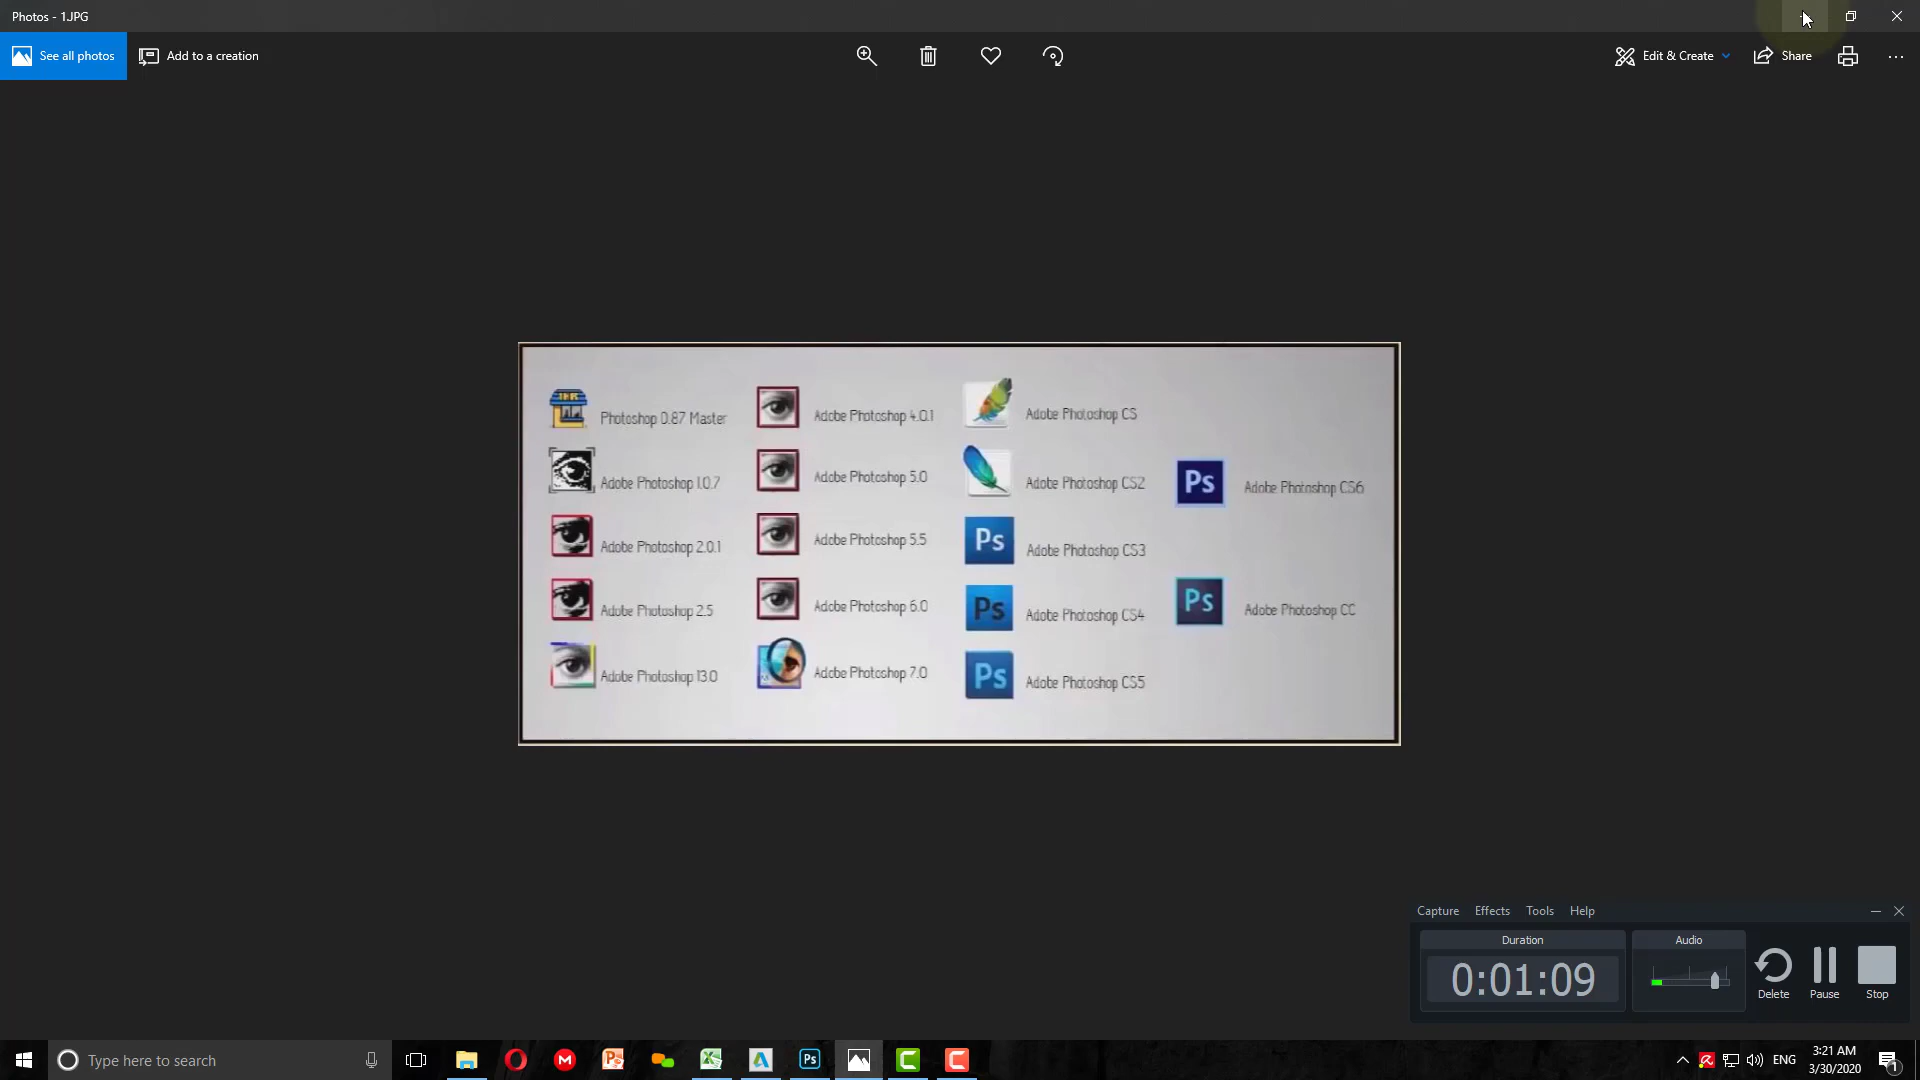 Photos - 1.JPG
See all photos
Add to a creation
Edit & Create
Share
Photoshop 0.87 Master
Adobe Photoshop 1.0.7
Adobe Photoshop 2.0.1
Adobe Photoshop 2.5
Adobe Photoshop 13.0
Adobe Photoshop 4.0.1
Adobe Photoshop 5.0
Adobe Photoshop 5.5
Adobe Photoshop 6.0
Adobe Photoshop 7.0
Adobe Photoshop CS
Adobe Photoshop CS2
Ps Adobe Photoshop CS3
Ps Adobe Photoshop CS4
Ps Adobe Photoshop CS5
Ps Adobe Photoshop CS6
Ps Adobe Photoshop CC
Capture Effects Tools Help
Duration
0:01:09
Audio
Delete
Pause
Stop
Type here to search
Ps
ENG
3:21 AM
3/30/2020
1